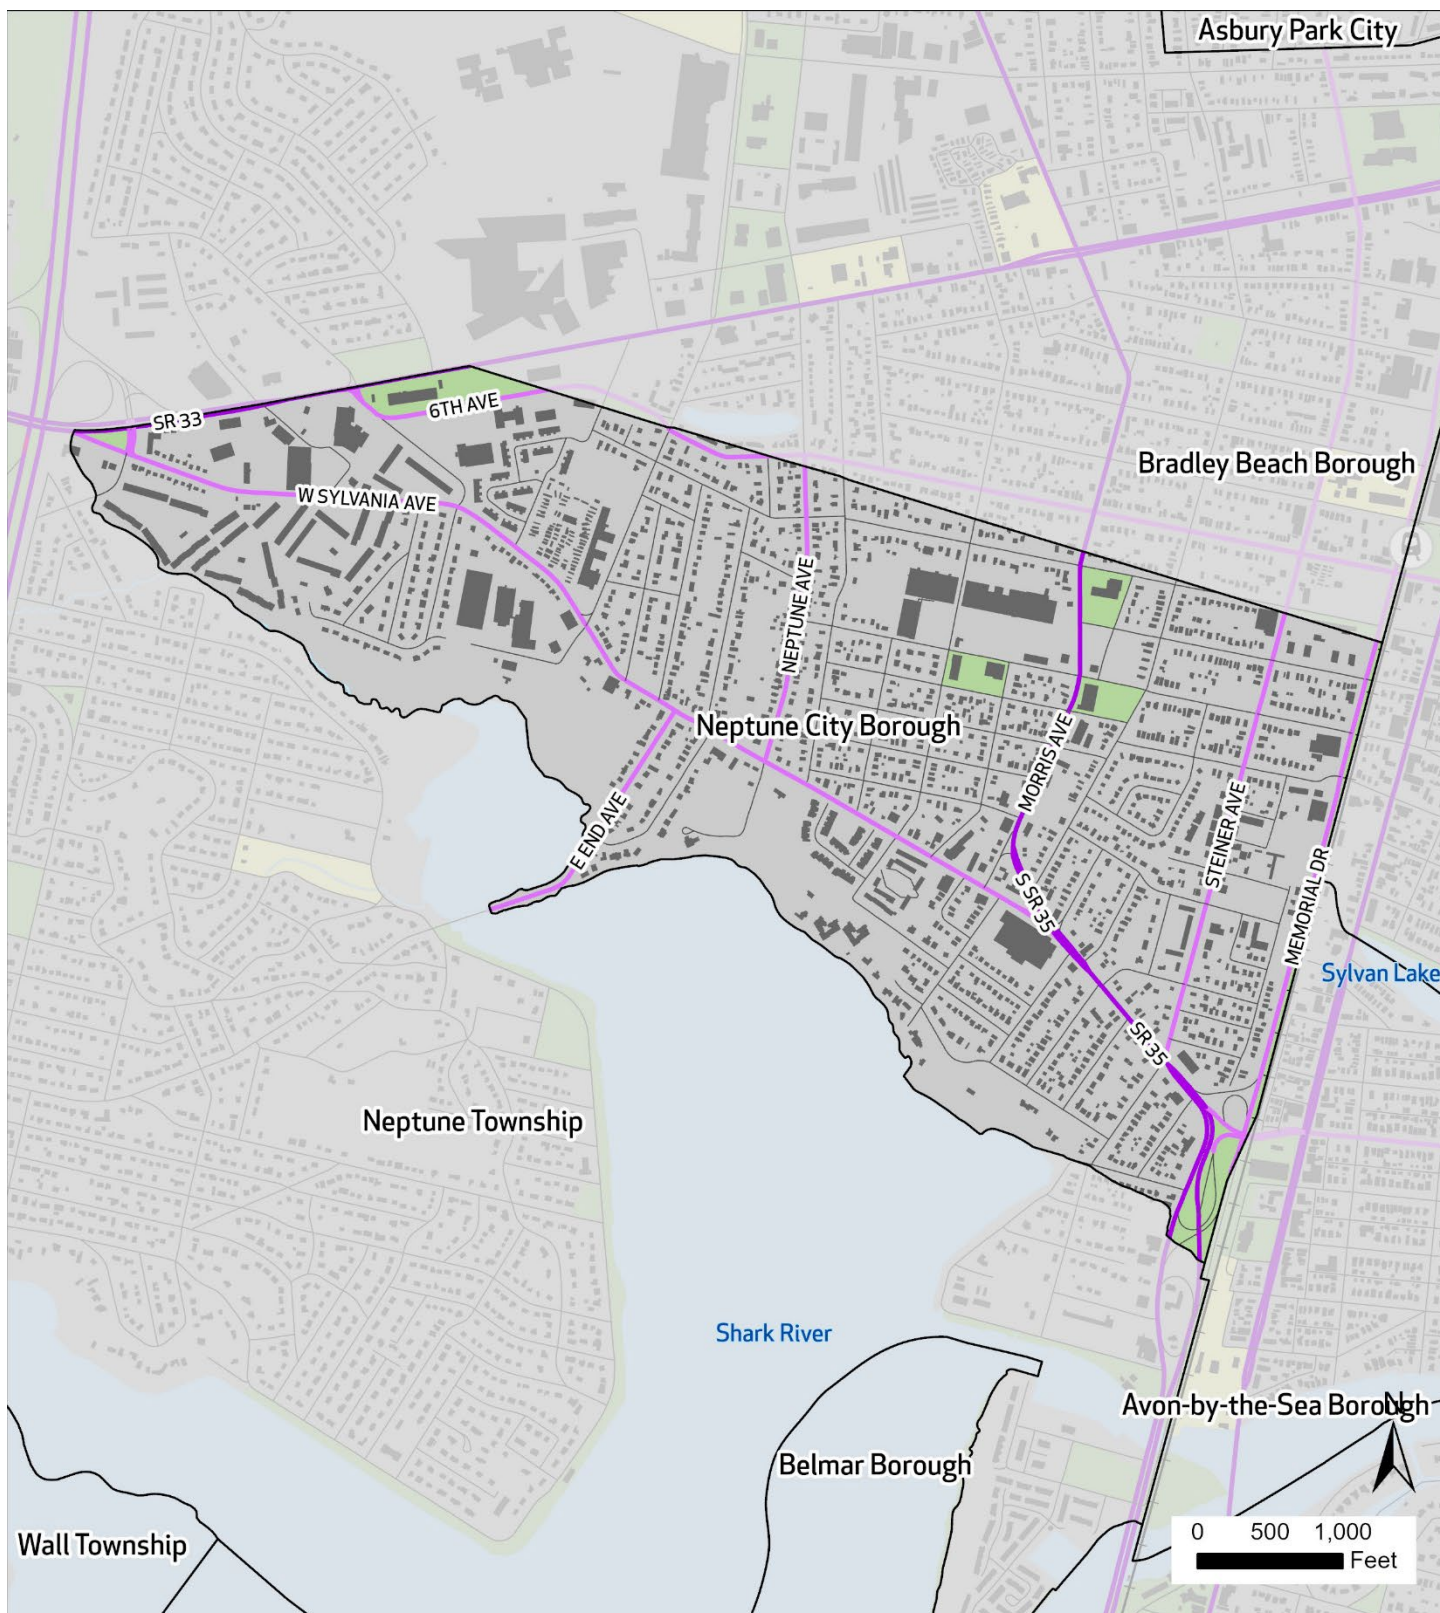 Asbury Park City
SR 33
6TH AVE
Bradley Beach Borough
W SYLVANIA AVE
NEPTUNE AVE
Neptune City Borough
MORRIS AVE
E END AVE
STEINER AVE
S SR 35
MEMORIAL DR
Sylvan Lake
SR 35
Neptune Township
Shark River
Avon-by-the-Sea Borough
N
Belmar Borough
Wall Township
0 500 1,000
Feet